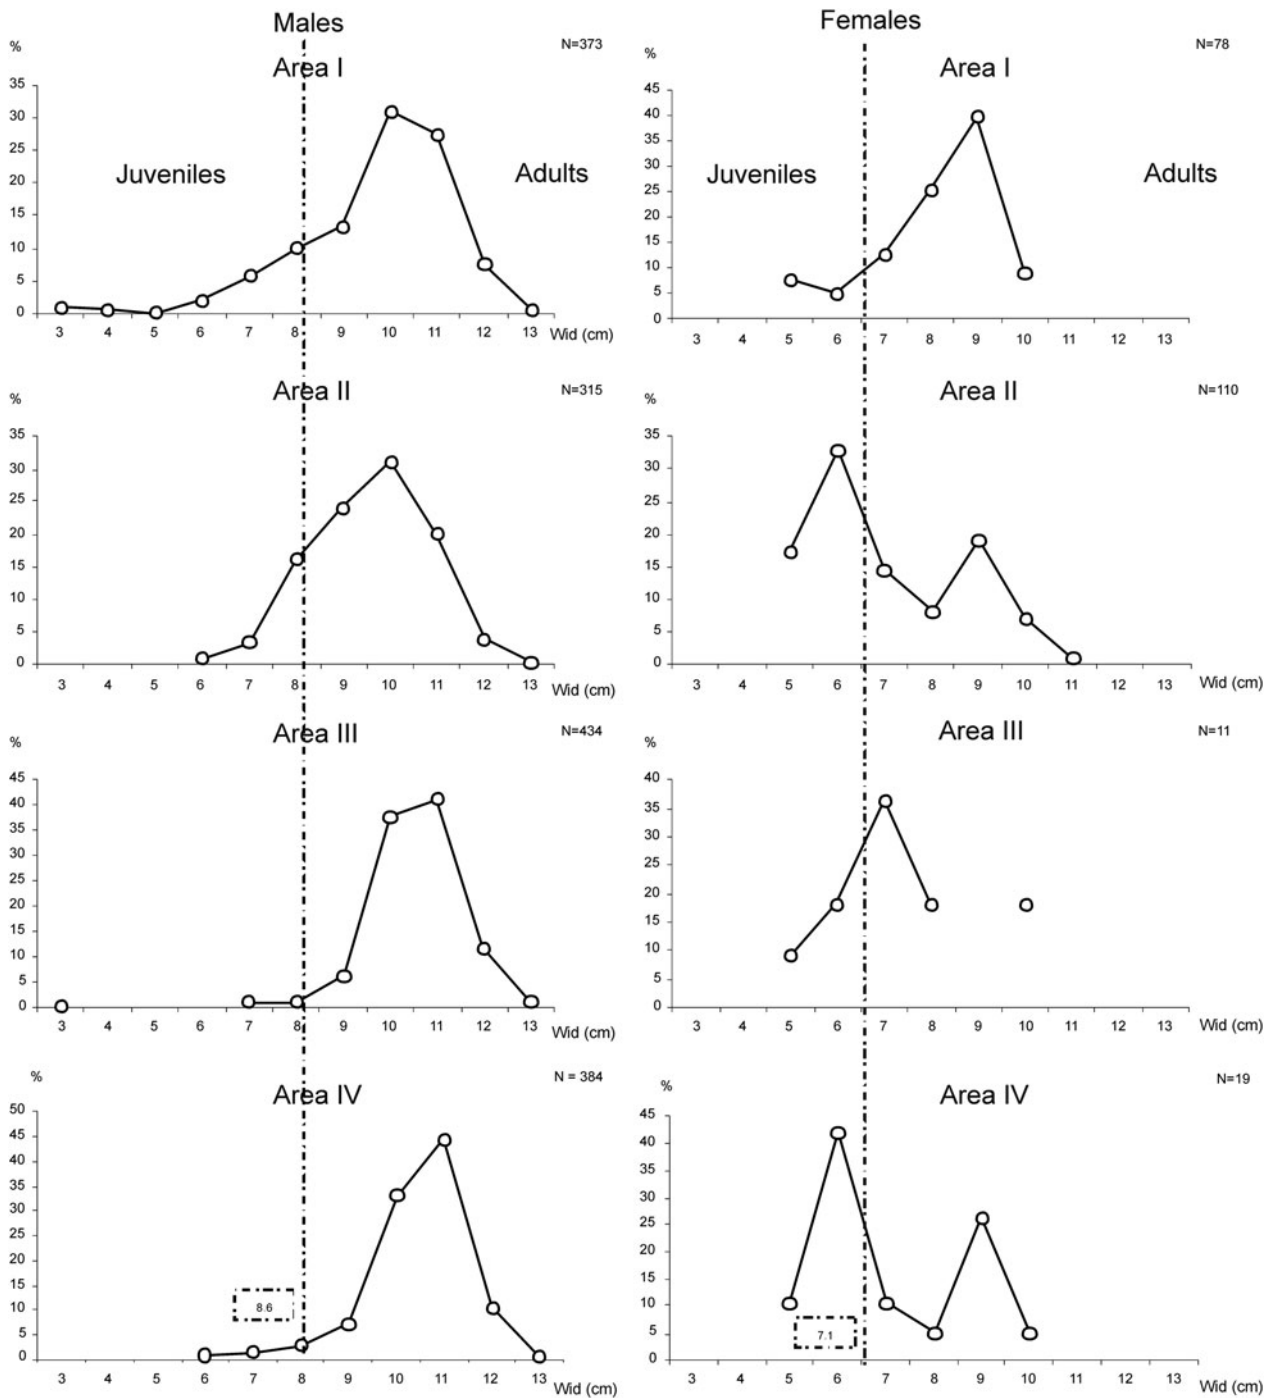 Males
Females
%
N=373
Area I
35
30
25
20
15
10
5
0
Juveniles
Adults
3 4 5 6 7 8 9 10 11 12 13 Wid (cm)
N=78
Area I
45
40
35
30
25
20
15
10
5
0
Juveniles
Adults
3 4 5 6 7 8 9 10 11 12 13
%
Area II
N=315
35
30
25
20
15
10
5
0
3 4 5 6 7 8 9 10 11 12 13 Wid (cm)
%
Area II
N=110
35
30
25
20
15
10
5
0
3 4 5 6 7 8 9 10 11 12 13 Wid (cm)
%
Area III
N=434
45
40
35
30
25
20
15
10
5
0
3 4 5 6 7 8 9 10 11 12 13 Wid (cm)
%
Area III
N=11
40
35
30
25
20
15
10
5
0
3 4 5 6 7 8 9 10 11 12 13 Wid (cm)
%
Area IV
N = 384
50
45
40
35
30
25
20
15
10
5
0
8.6
3 4 5 6 7 8 9 10 11 12 13 Wid (cm)
%
Area IV
N=19
45
40
35
30
25
20
15
10
5
0
7.1
3 4 5 6 7 8 9 10 11 12 13 Wid (cm)